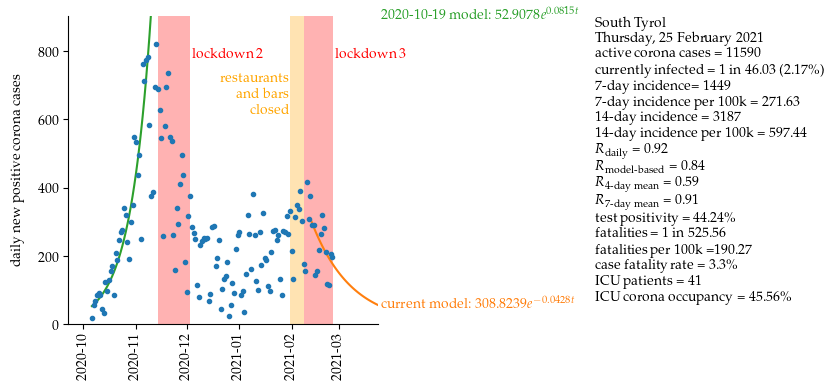 2020-10-19 model: 52.9078e^0.0815t
lockdown 2
lockdown 3
restaurants
and bars
closed
daily new positive corona cases
800
600
400
200
0
2020-10
2020-11
2020-12
2021-01
2021-02
2021-03
current model: 308.8239e^−0.0428t
South Tyrol
Thursday, 25 February 2021
active corona cases = 11590
currently infected = 1 in 46.03 (2.17%)
7-day incidence= 1449
7-day incidence per 100k = 271.63
14-day incidence = 3187
14-day incidence per 100k = 597.44
R_daily = 0.92
R_model-based = 0.84
R_4-day mean = 0.59
R_7-day mean = 0.91
test positivity = 44.24%
fatalities = 1 in 525.56
fatalities per 100k =190.27
case fatality rate = 3.3%
ICU patients = 41
ICU corona occupancy = 45.56%